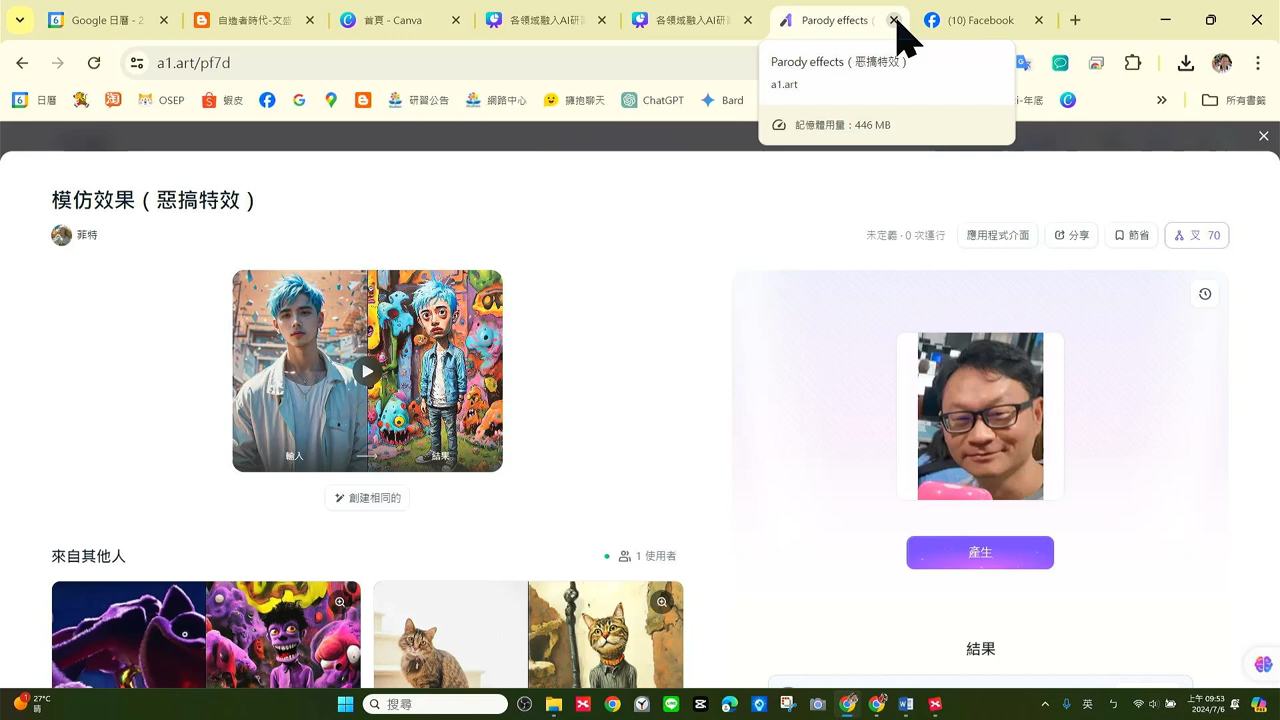 Google 日曆 - 2
自造者時代-文盛
首頁 - Canva
各領域融入AI研
各領域融入AI研
Parody effects (
(10) Facebook
a1.art/pf7d
Parody effects（惡搞特效）
a1.art
記憶體用量：446 MB
日曆
淘
OSEP
蝦皮
研習公告
網路中心
擁抱聊天
ChatGPT
Bard
i-年底
所有書籤
模仿效果（惡搞特效）
菲特
未定義 · 0 次運行
應用程式介面
分享
節省
叉 70
輸入
結果
創建相同的
產生
來自其他人
1 使用者
結果
27°C
晴
搜尋
英
上午 09:53
2024/7/6